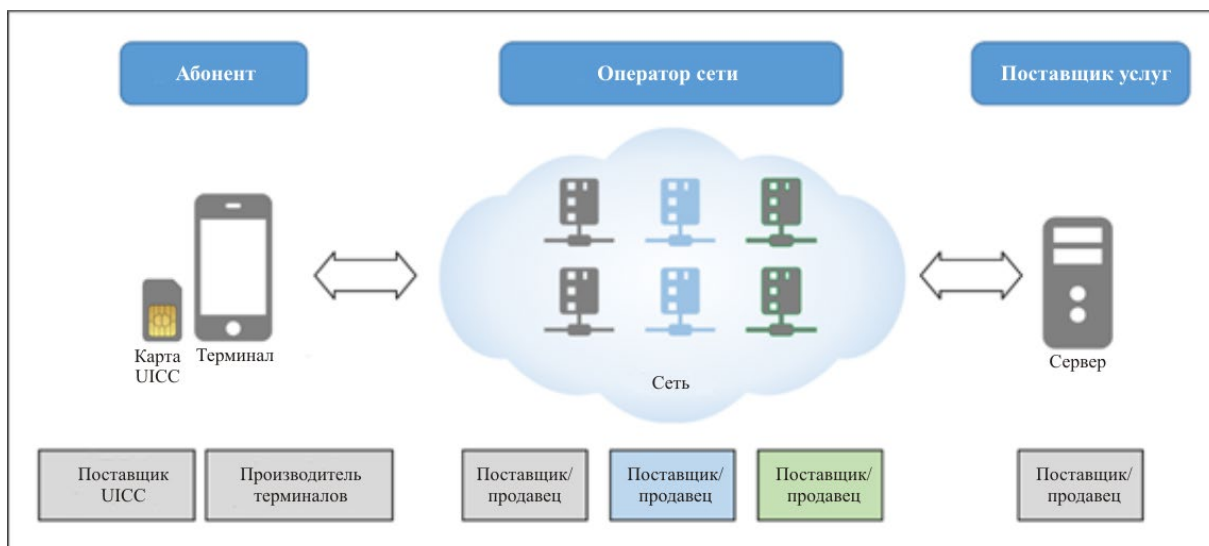 Абонент
Оператор сети
Поставщик услуг
Карта
UICC
Терминал
Сеть
Сервер
Поставщик
UICC
Производитель
терминалов
Поставщик/
продавец
Поставщик/
продавец
Поставщик/
продавец
Поставщик/
продавец